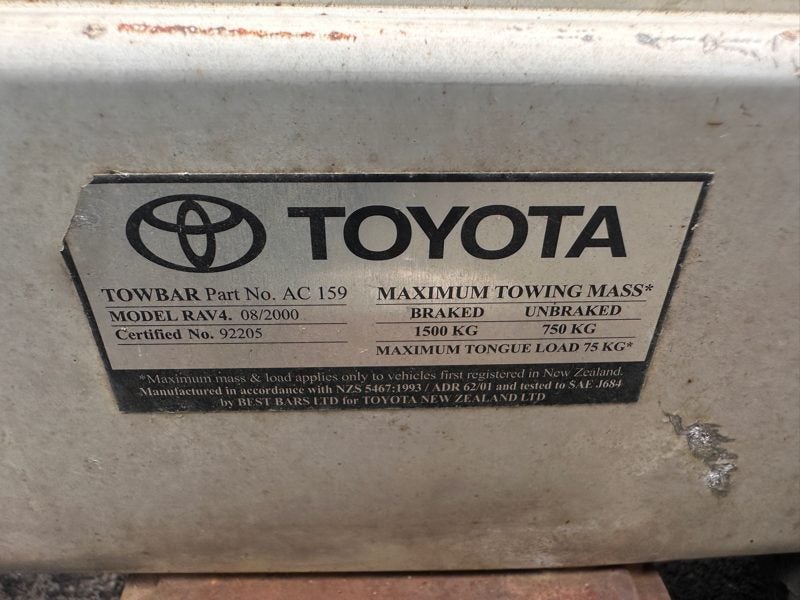 TOYOTA
TOWBAR Part No. AC 159
MODEL RAV4. 08/2000
Certified No. 92205
MAXIMUM TOWING MASS*
BRAKED UNBRAKED
1500 KG 750 KG
MAXIMUM TONGUE LOAD 75 KG*
*Maximum mass & load applies only to vehicles first registered in New Zealand.
Manufactured in accordance with NZS 5467:1993 / ADR 62/01 and tested to SAE J684
by BEST BARS LTD for TOYOTA NEW ZEALAND LTD